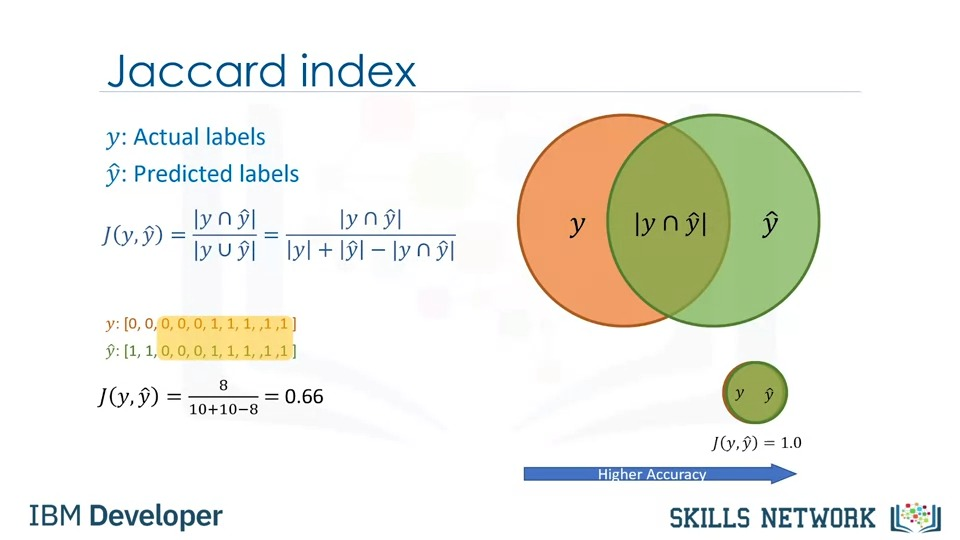 Jaccard index
y: Actual labels
ŷ: Predicted labels
J(y, ŷ) = |y ∩ ŷ| / |y ∪ ŷ| = |y ∩ ŷ| / |y| + |ŷ| − |y ∩ ŷ|
y: [0, 0, 0, 0, 0, 1, 1, 1, ,1 ,1 ]
ŷ: [1, 1, 0, 0, 0, 1, 1, 1, ,1 ,1 ]
J(y, ŷ) = 8 / 10+10−8 = 0.66
y |y ∩ ŷ| ŷ
y ŷ
J(y, ŷ) = 1.0
Higher Accuracy
IBM Developer
SKILLS NETWORK